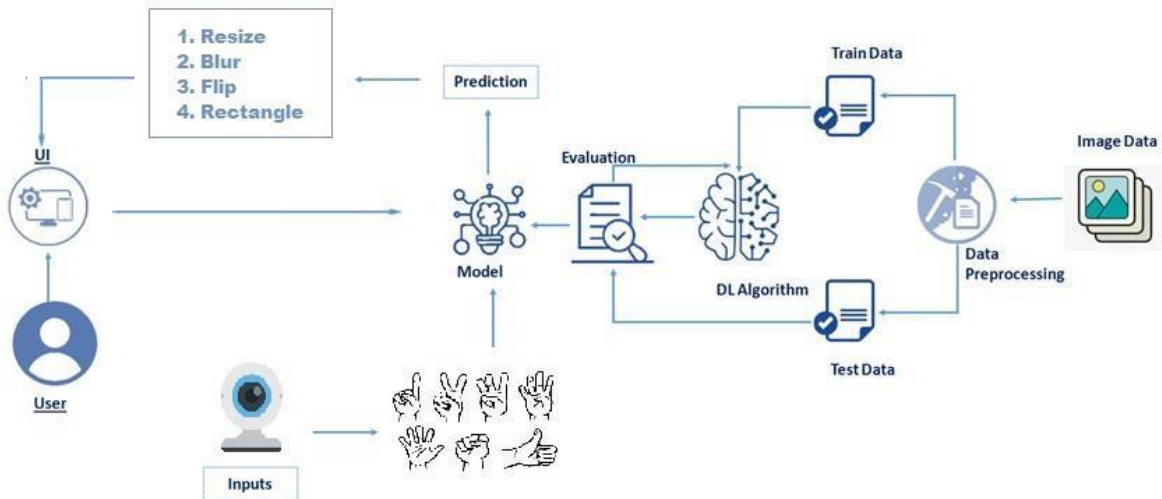 1. Resize
2. Blur
3. Flip
4. Rectangle
Prediction
Train Data
Image Data
UI
Evaluation
Model
DL Algorithm
Data
Preprocessing
Test Data
User
Inputs